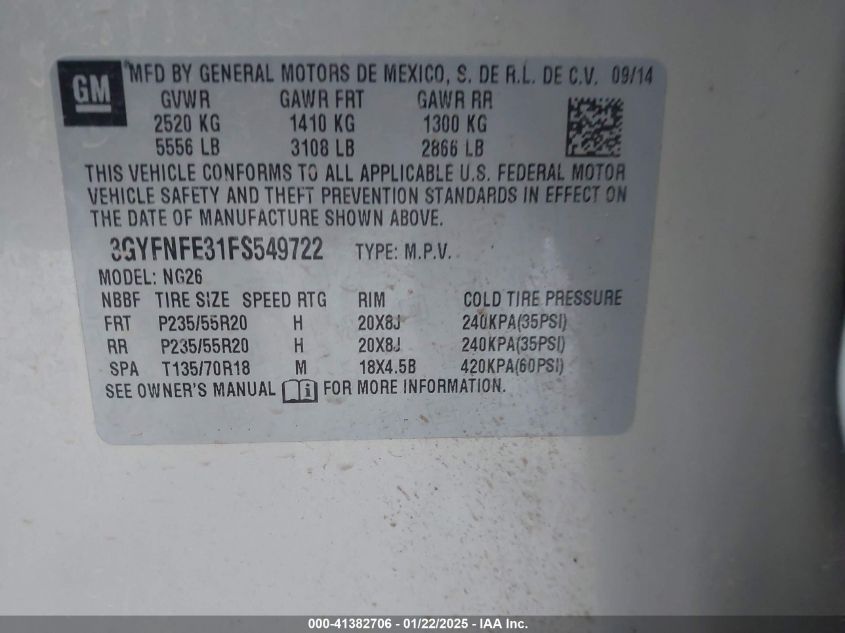 GM MFD BY GENERAL MOTORS DE MEXICO, S. DE R.L. DE C.V. 09/14
GVWR GAWR FRT GAWR RR
2520 KG 1410 KG 1300 KG
5556 LB 3108 LB 2866 LB
THIS VEHICLE CONFORMS TO ALL APPLICABLE U.S. FEDERAL MOTOR
VEHICLE SAFETY AND THEFT PREVENTION STANDARDS IN EFFECT ON
THE DATE OF MANUFACTURE SHOWN ABOVE.
3GYFNFE31FS549722 TYPE: M.P.V.
MODEL: NG26
NBBF TIRE SIZE SPEED RTG RIM COLD TIRE PRESSURE
FRT P235/55R20 H 20X8J 240KPA(35PSI)
RR P235/55R20 H 20X8J 240KPA(35PSI)
SPA T135/70R18 M 18X4.5B 420KPA(60PSI)
SEE OWNER'S MANUAL FOR MORE INFORMATION.
000-41382706 - 01/22/2025 - IAA Inc.